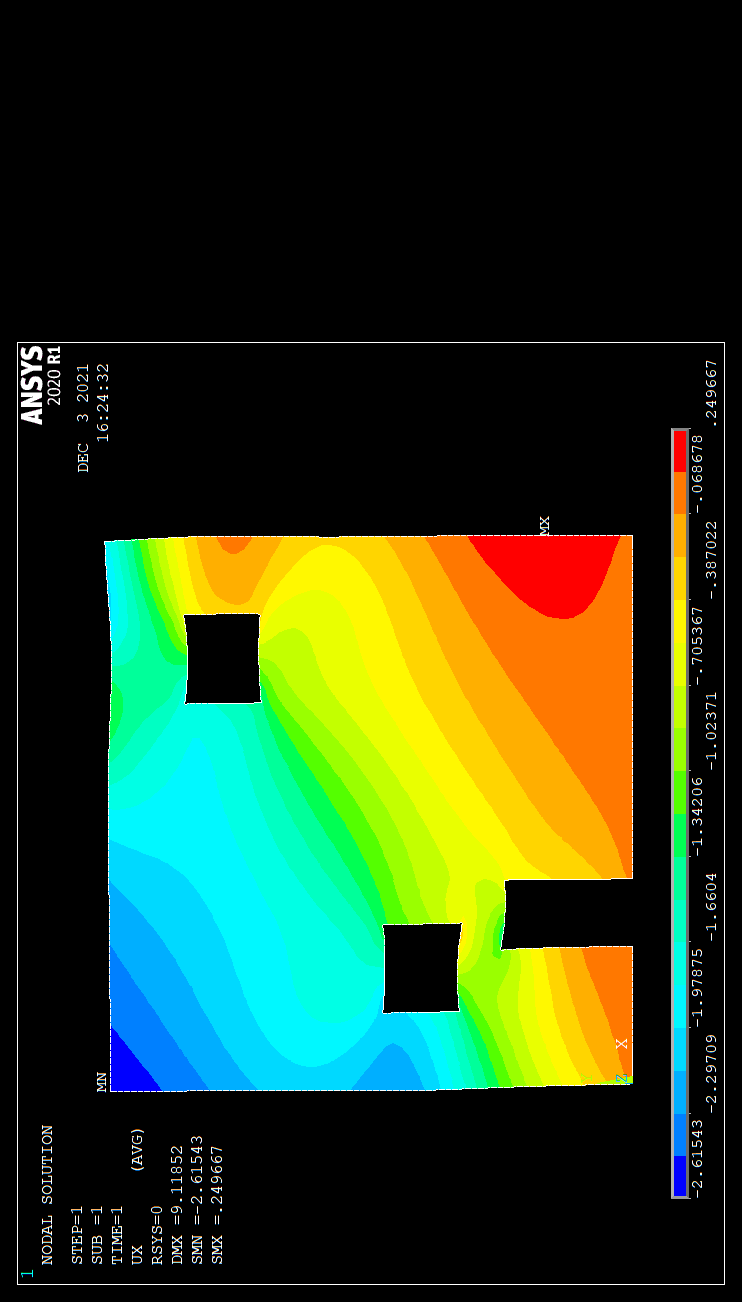 1
NODAL SOLUTION
STEP=1
SUB =1
TIME=1
UX (AVG)
RSYS=0
DMX =9.11852
SMN =-2.61543
SMX =.249667
ANSYS
2020 R1
DEC 3 2021
16:24:32
MN
MX
Z X
-2.61543
-2.29709
-1.97875
-1.6604
-1.34206
-1.02371
-.705367
-.387022
-.068678
.249667